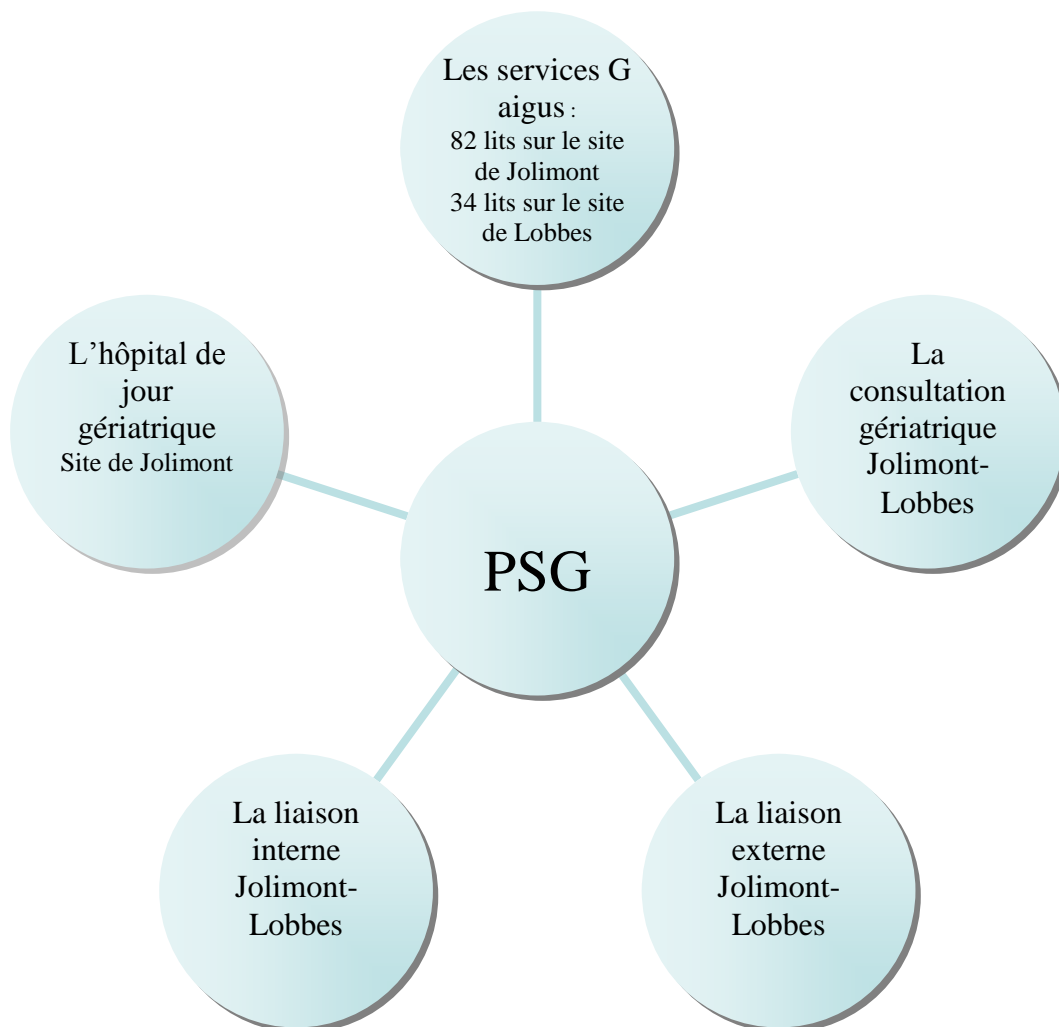 Les services G
aigus :
82 lits sur le site
de Jolimont
34 lits sur le site
de Lobbes
L'hôpital de
jour
gériatrique
Site de Jolimont
La
consultation
gériatrique
Jolimont-
Lobbes
PSG
La liaison
interne
Jolimont-
Lobbes
La liaison
externe
Jolimont-
Lobbes